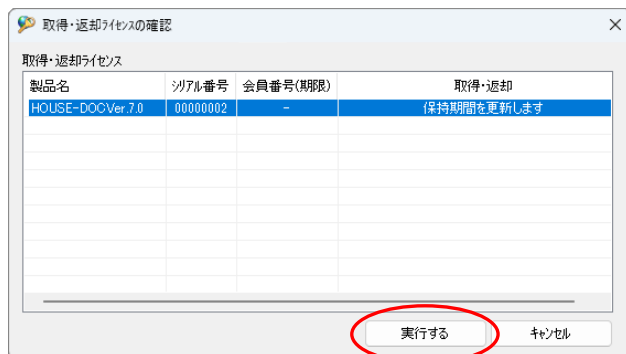 取得・返却ライセンスの確認
取得・返却ライセンス
製品名 シリアル番号 会員番号(期限) 取得・返却
HOUSE-DOCVer.7.0 00000002 - 保持期間を更新します
実行する キャンセル